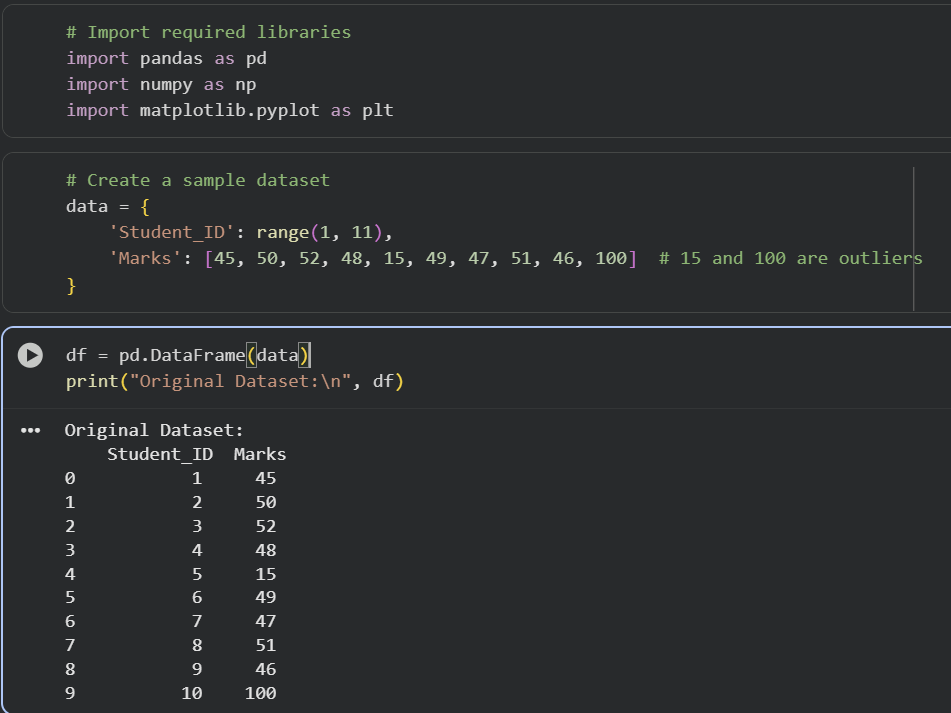 # Import required libraries
import pandas as pd
import numpy as np
import matplotlib.pyplot as plt
# Create a sample dataset
data = {
    'Student_ID': range(1, 11),
    'Marks': [45, 50, 52, 48, 15, 49, 47, 51, 46, 100]  # 15 and 100 are outliers
}
df = pd.DataFrame(data)
print("Original Dataset:\n", df)
Original Dataset:
    Student_ID  Marks
0           1     45
1           2     50
2           3     52
3           4     48
4           5     15
5           6     49
6           7     47
7           8     51
8           9     46
9          10    100